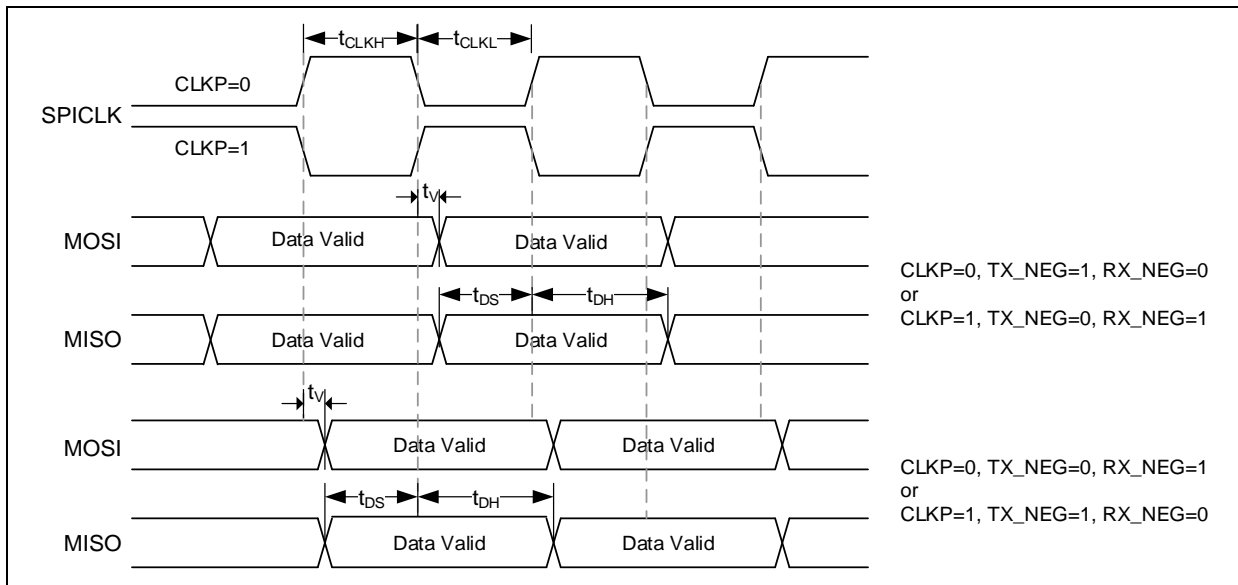 tCLKH tCLKL
CLKP=0
SPICLK
CLKP=1
tV
MOSI Data Valid Data Valid
tDS tDH
MISO Data Valid Data Valid
CLKP=0, TX_NEG=1, RX_NEG=0
or
CLKP=1, TX_NEG=0, RX_NEG=1
tV
MOSI Data Valid Data Valid
tDS tDH
MISO Data Valid Data Valid
CLKP=0, TX_NEG=0, RX_NEG=1
or
CLKP=1, TX_NEG=1, RX_NEG=0